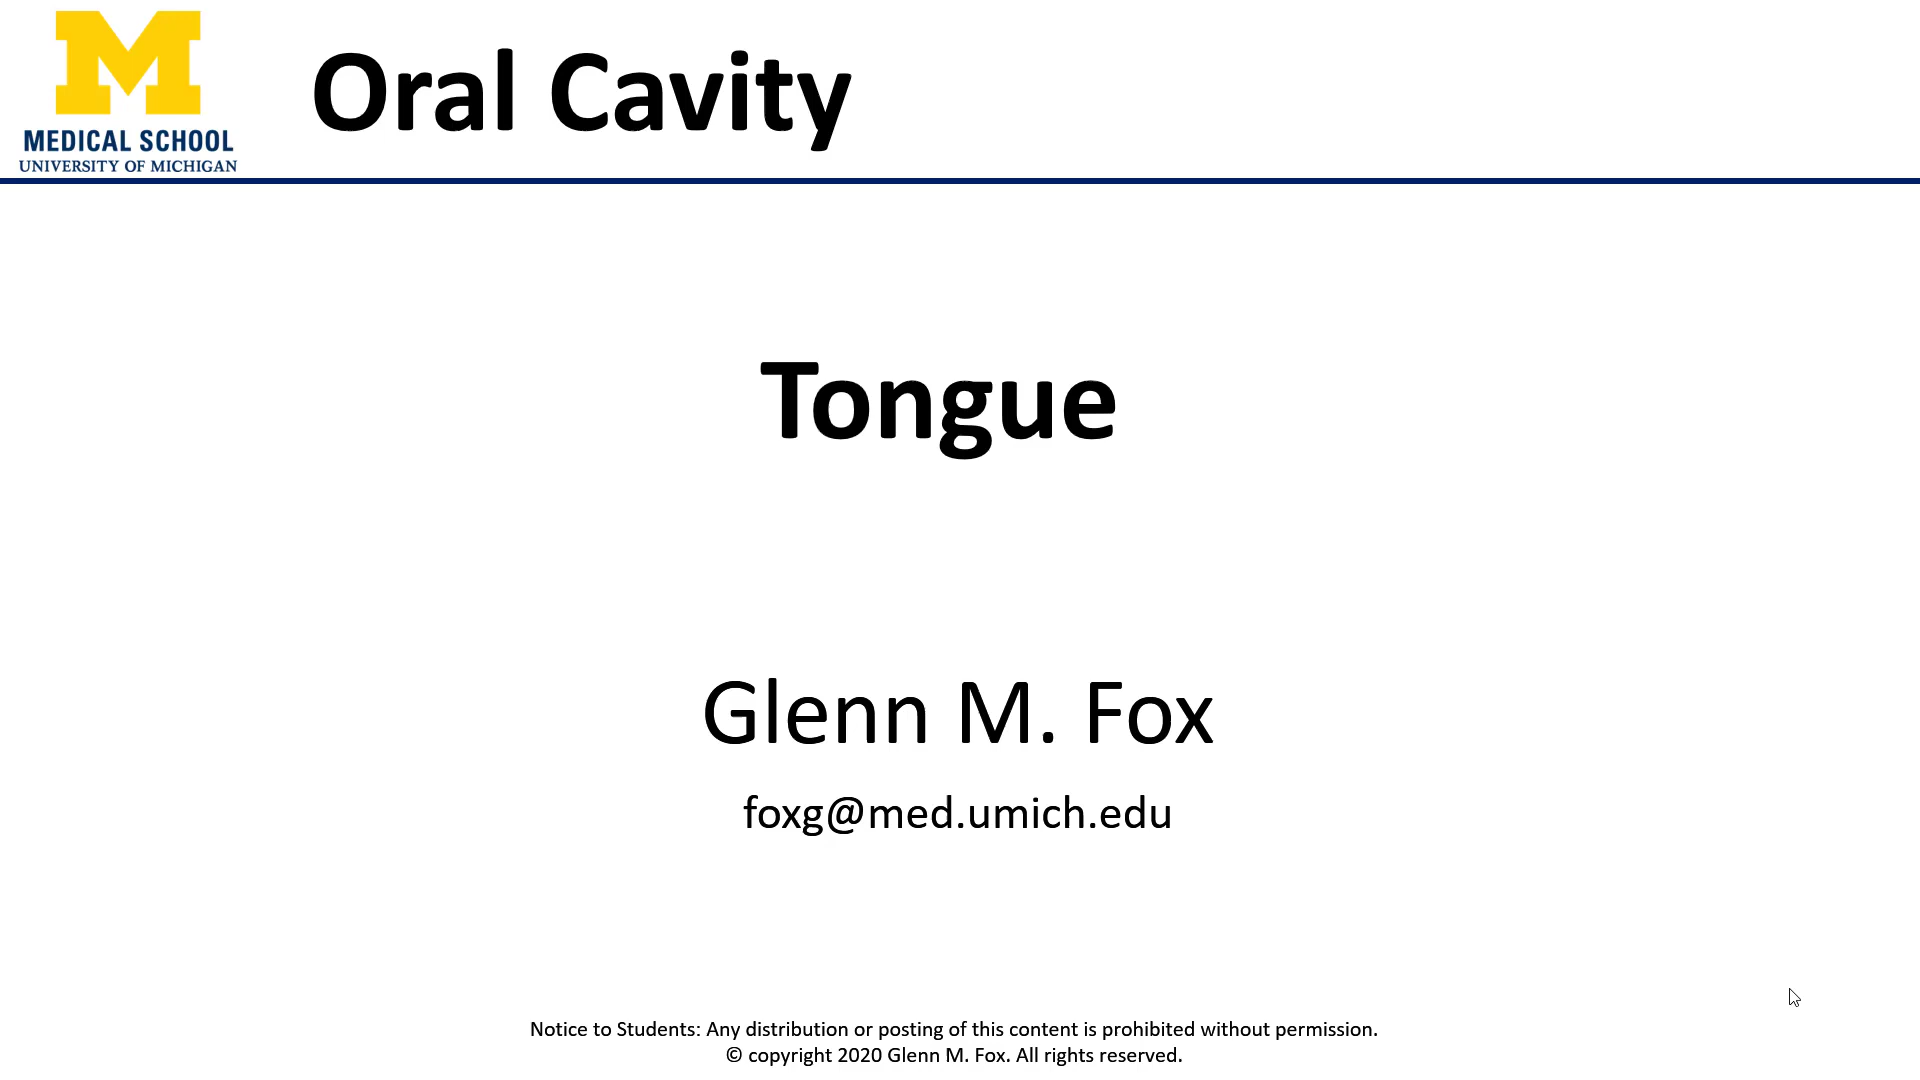 M
MEDICAL SCHOOL
UNIVERSITY OF MICHIGAN
Oral Cavity
Tongue
Glenn M. Fox
foxg@med.umich.edu
Notice to Students: Any distribution or posting of this content is prohibited without permission.
© copyright 2020 Glenn M. Fox. All rights reserved.